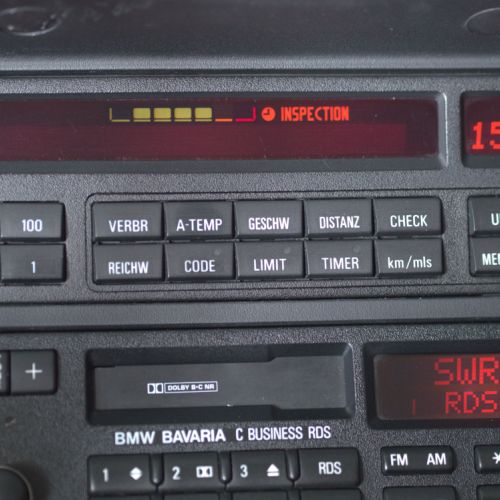 INSPECTION
15
100 VERBR A-TEMP GESCHW DISTANZ CHECK U
1 REICHW CODE LIMIT TIMER km/mls MEM
+ DOLBY B-C NR SWR
RDS
BMW BAVARIA C BUSINESS RDS
1 2 3 RDS FM AM